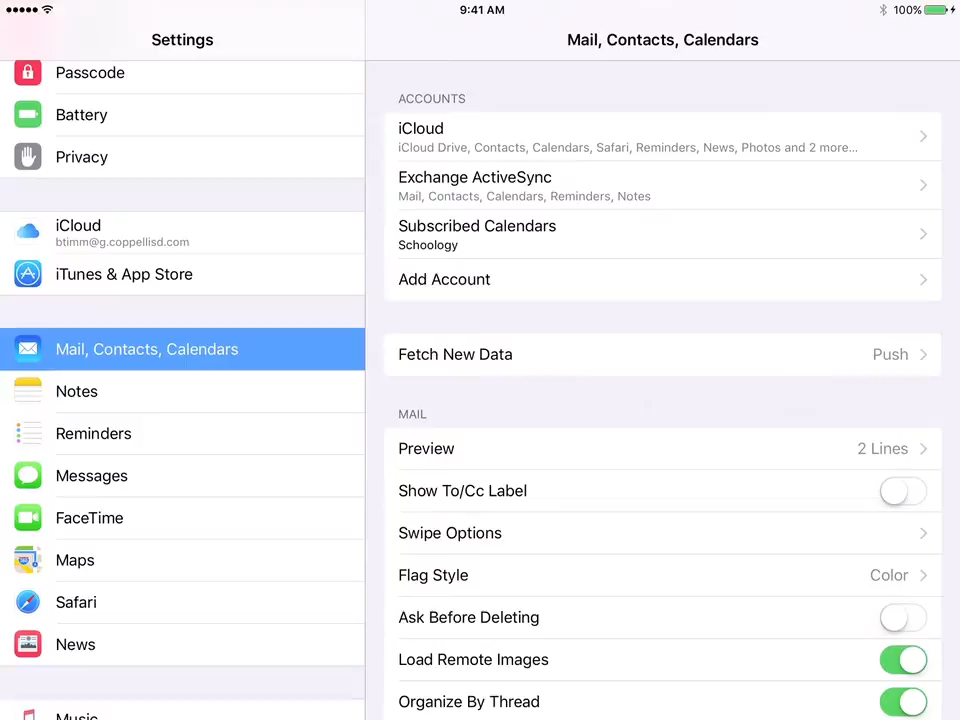 9:41 AM
100%
Settings
Mail, Contacts, Calendars
Passcode
Battery
Privacy
iCloud
btimm@g.coppellisd.com
iTunes & App Store
Mail, Contacts, Calendars
Notes
Reminders
Messages
FaceTime
Maps
Safari
News
Music
ACCOUNTS
iCloud
iCloud Drive, Contacts, Calendars, Safari, Reminders, News, Photos and 2 more...
Exchange ActiveSync
Mail, Contacts, Calendars, Reminders, Notes
Subscribed Calendars
Schoology
Add Account
Fetch New Data Push
MAIL
Preview 2 Lines
Show To/Cc Label
Swipe Options
Flag Style Color
Ask Before Deleting
Load Remote Images
Organize By Thread